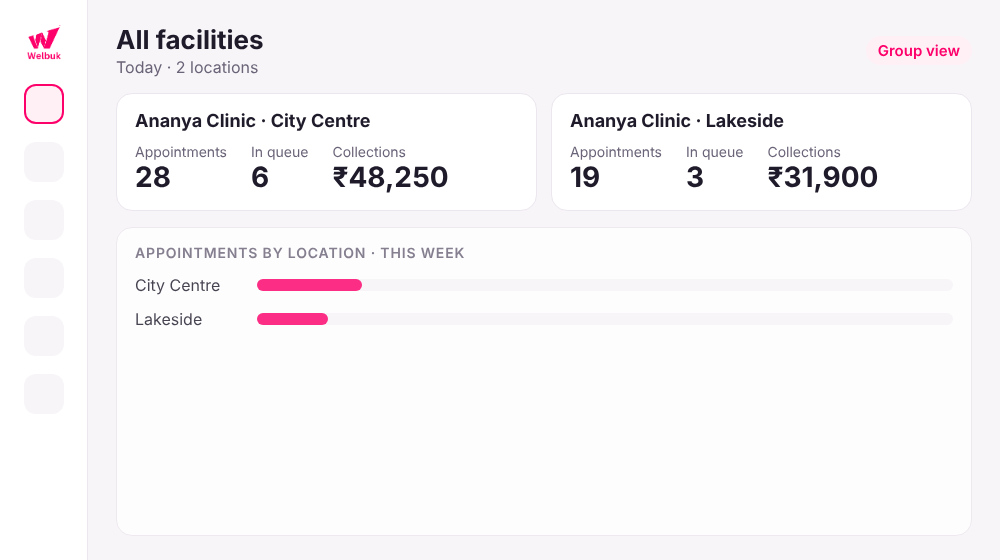 Welbuk
All facilities
Today · 2 locations
Group view
Ananya Clinic · City Centre
Appointments In queue Collections
28 6 ₹48,250
Ananya Clinic · Lakeside
Appointments In queue Collections
19 3 ₹31,900
APPOINTMENTS BY LOCATION · THIS WEEK
City Centre
Lakeside